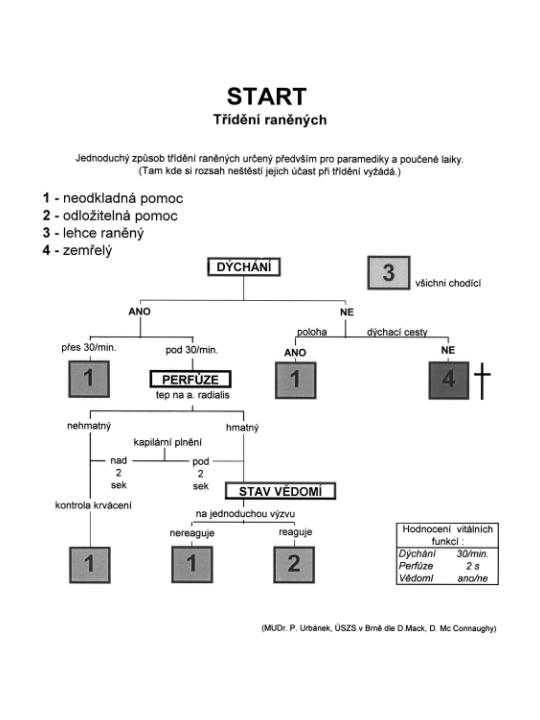 START
Třídění raněných
Jednoduchý způsob třídění raněných určený především pro paramediky a poučené laiky.
(Tam kde si rozsah neštěstí jejich účast při třídění vyžádá.)
1 - neodkladná pomoc
2 - odložitelná pomoc
3 - lehce raněný
4 - zemřelý
DÝCHÁNÍ
3
všichni chodící
ANO
NE
poloha
dýchací cesty
přes 30/min.
pod 30/min.
ANO
NE
1
PERFŮZE
1
4
tep na a. radialis
nehmatný
hmatný
kapilární plnění
nad
2
sek
pod
2
sek
STAV VĚDOMÍ
kontrola krvácení
na jednoduchou výzvu
nereaguje
reaguje
1
1
2
Hodnocení vitálních
funkcí :
Dýchání 30/min.
Perfúze 2 s
Vědomí ano/ne
(MUDr. P. Urbánek, ÚSZS v Brně dle D.Mack, D. Mc Connaughy)